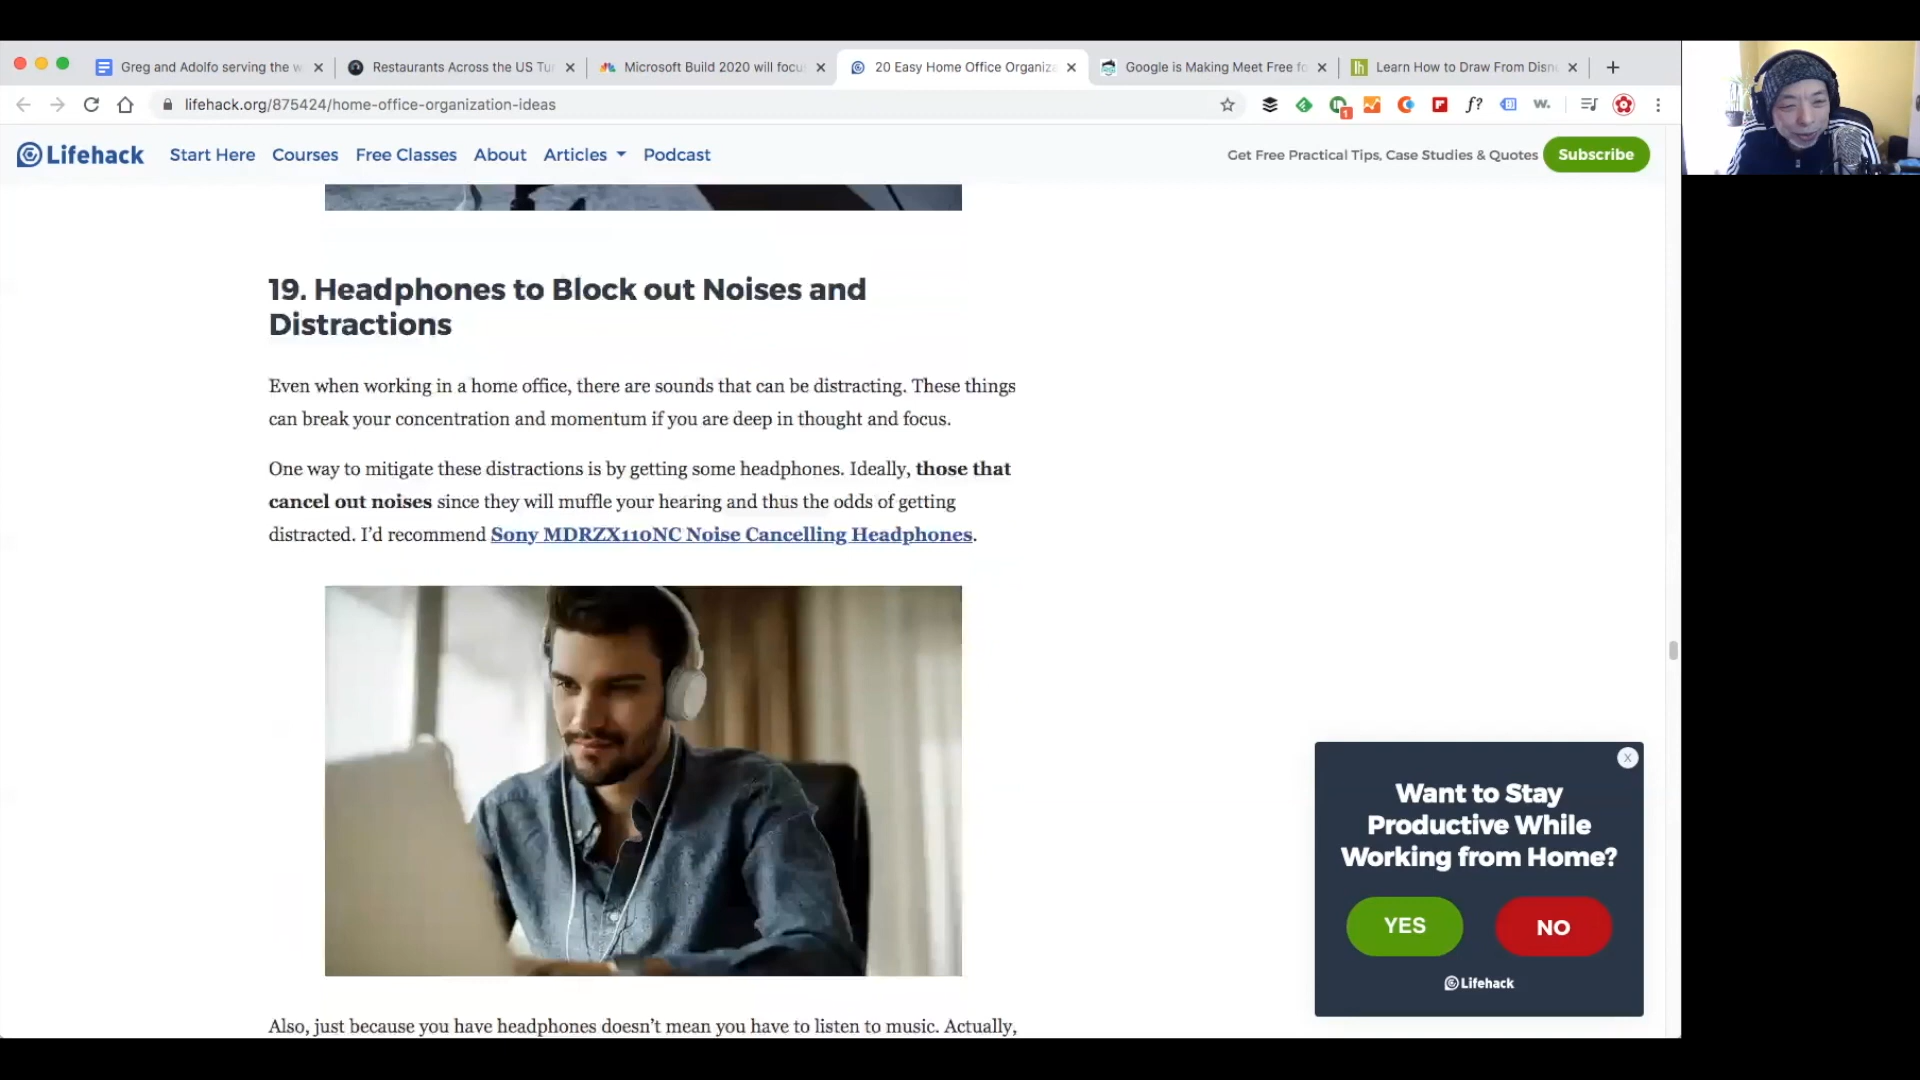 Greg and Adolfo serving the w
Restaurants Across the US Tur
Microsoft Build 2020 will focu
20 Easy Home Office Organiza
Google is Making Meet Free fo
Learn How to Draw From Disn
lifehack.org/875424/home-office-organization-ideas
1
f?
w.
Lifehack
Start Here
Courses
Free Classes
About
Articles
Podcast
Get Free Practical Tips, Case Studies & Quotes
Subscribe
19. Headphones to Block out Noises and
Distractions
Even when working in a home office, there are sounds that can be distracting. These things
can break your concentration and momentum if you are deep in thought and focus.
One way to mitigate these distractions is by getting some headphones. Ideally, those that
cancel out noises since they will muffle your hearing and thus the odds of getting
distracted. I'd recommend Sony MDRZX110NC Noise Cancelling Headphones.
X
Want to Stay
Productive While
Working from Home?
YES
NO
Lifehack
Also, just because you have headphones doesn't mean you have to listen to music. Actually,